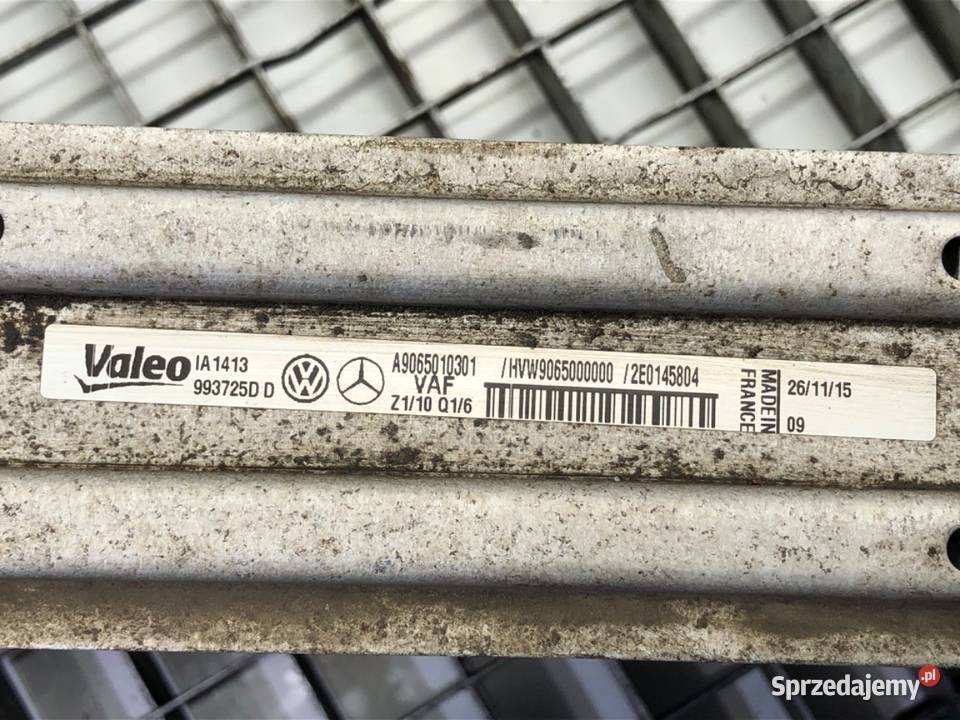 Valeo IA1413
993725D D
A9065010301 /HVW9065000000 /2E0145804
VAF
Z1/10 Q1/6
MADE IN
FRANCE
26/11/15
09
Sprzedajemy.pl